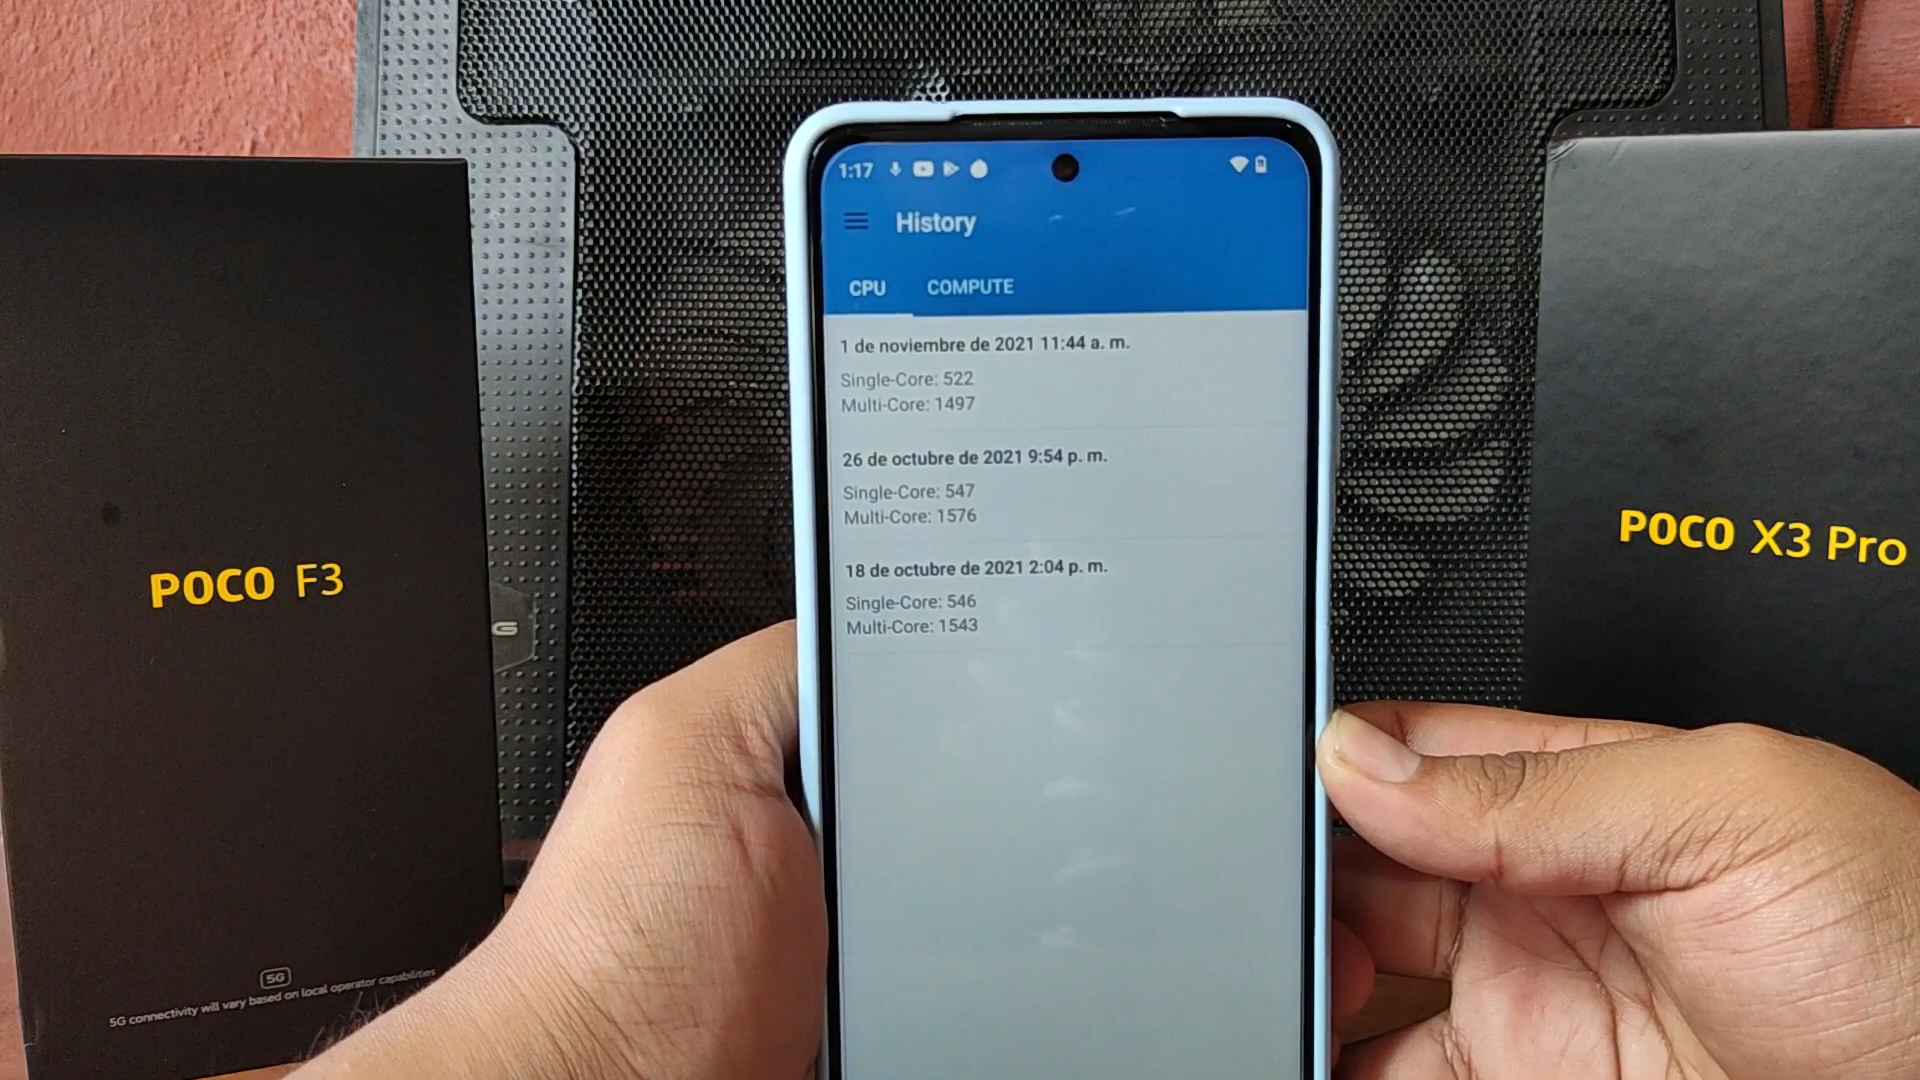 1:17
History
CPU COMPUTE
1 de noviembre de 2021 11:44 a. m.
Single-Core: 522
Multi-Core: 1497
26 de octubre de 2021 9:54 p. m.
Single-Core: 547
Multi-Core: 1576
18 de octubre de 2021 2:04 p. m.
Single-Core: 546
Multi-Core: 1543
POCO F3
5G
5G connectivity will vary based on local operator capabilities
G
POCO X3 Pro